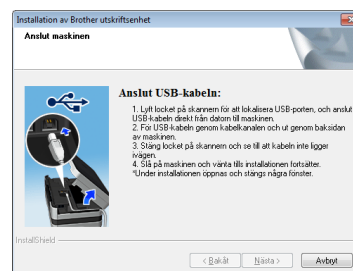 Installation av Brother utskriftsenhet
Anslut maskinen
Anslut USB-kabeln:
1. Lyft locket på skannern för att lokalisera USB-porten, och anslut
USB-kabeln direkt från datorn till maskinen.
2. För USB-kabeln genom kabelkanalen och ut genom baksidan
av maskinen.
3. Stäng locket på skannern och se till att kabeln inte ligger
ivägen.
4. Slå på maskinen och vänta tills installationen fortsätter.
*Under installationen öppnas och stängs några fönster.
InstallShield
< Bakåt
Nästa >
Avbryt